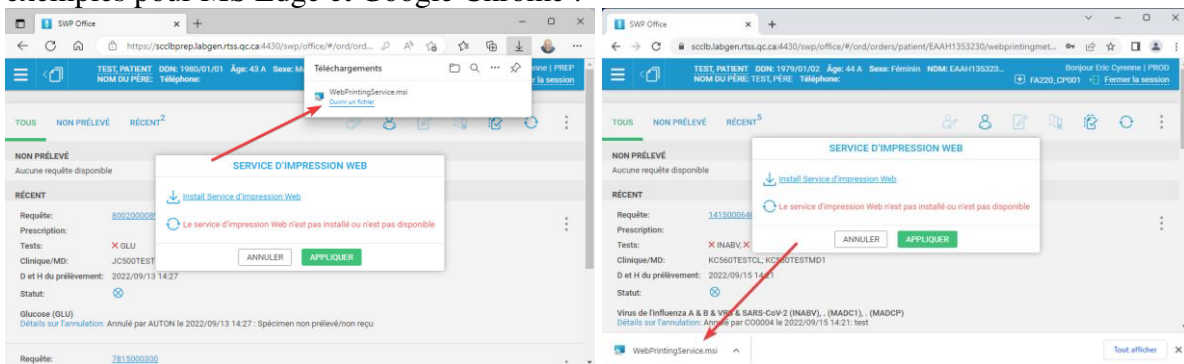 exemples pour MS Edge et Google Chrome :
SWP Office
https://scclbprep.labgen.rtss.qc.ca:4430/swp/office/#/ord/ord...
TEST, PATIENT DDN: 1980/01/01 Âge: 43 A Sexe:
NOM DU PÈRE: Téléphone:
enne | PREP
r la session
Téléchargements
WebPrintingService.msi
Ouvrir un fichier
TOUS NON PRÉLEVÉ RÉCENT2
NON PRÉLEVÉ
Aucune requête disponible
SERVICE D'IMPRESSION WEB
Install Service d'impression Web
Le service d'impression Web n'est pas installé ou n'est pas disponible
ANNULER APPLIQUER
RÉCENT
Requête:
Prescription:
Tests: GLU
Clinique/MD: JC500TEST
D et H du prélèvement: 2022/09/13 14:27
Statut:
Glucose (GLU)
Détails sur l'annulation: Annulé par AUTON le 2022/09/13 14:27 : Spécimen non prélevé/non reçu
Requête: 7815000300
SWP Office
scclb.labgen.rtss.qc.ca:4430/swp/office/#/ord/orders/patient/EAAH1353230/webprintingmet...
TEST, PATIENT DDN: 1979/01/02 Âge: 44 A Sexe: Féminin NDM: EAAH135323...
NOM DU PÈRE: TEST, PÈRE Téléphone:
Bonjour Eric Cyrenne | PROD
FA220_CP001 Fermer la session
TOUS NON PRÉLEVÉ RÉCENT5
NON PRÉLEVÉ
Aucune requête disponible
SERVICE D'IMPRESSION WEB
Install Service d'impression Web
Le service d'impression Web n'est pas installé ou n'est pas disponible
ANNULER APPLIQUER
RÉCENT
Requête:
Prescription:
Tests: INABV,
Clinique/MD: KC560TESTCL; KC560TESTMD1
D et H du prélèvement: 2022/09/15 14:21
Statut:
Virus de l'influenza A & B & VRS & SARS-CoV-2 (INABV), . (MADC1), . (MADCP)
Détails sur l'annulation: Annulé par CO0004 le 2022/09/15 14:21: test
WebPrintingService.msi
Tout afficher